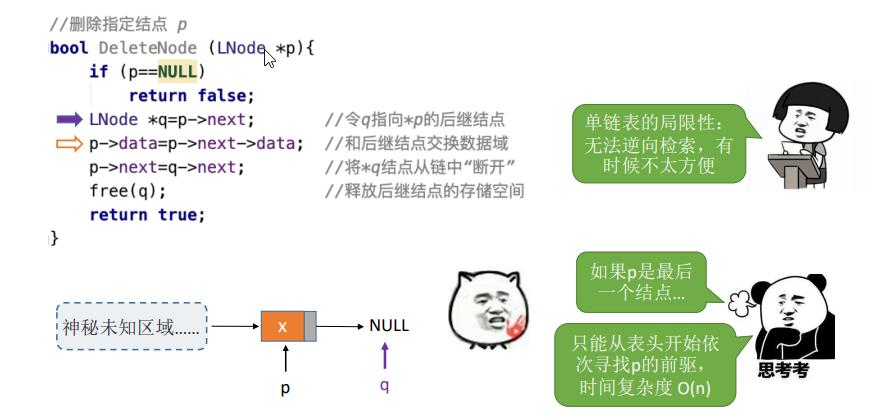 //删除指定结点 p
bool DeleteNode (LNode *p){
if (p==NULL)
return false;
LNode *q=p->next; //令q指向*p的后继结点
p->data=p->next->data; //和后继结点交换数据域
p->next=q->next; //将*q结点从链中“断开”
free(q); //释放后继结点的存储空间
return true;
}
单链表的局限性：
无法逆向检索，有
时候不太方便
如果p是最后
一个结点...
只能从表头开始依
次寻找p的前驱，
时间复杂度 O(n)
思考考
神秘未知区域……
x
NULL
p
q